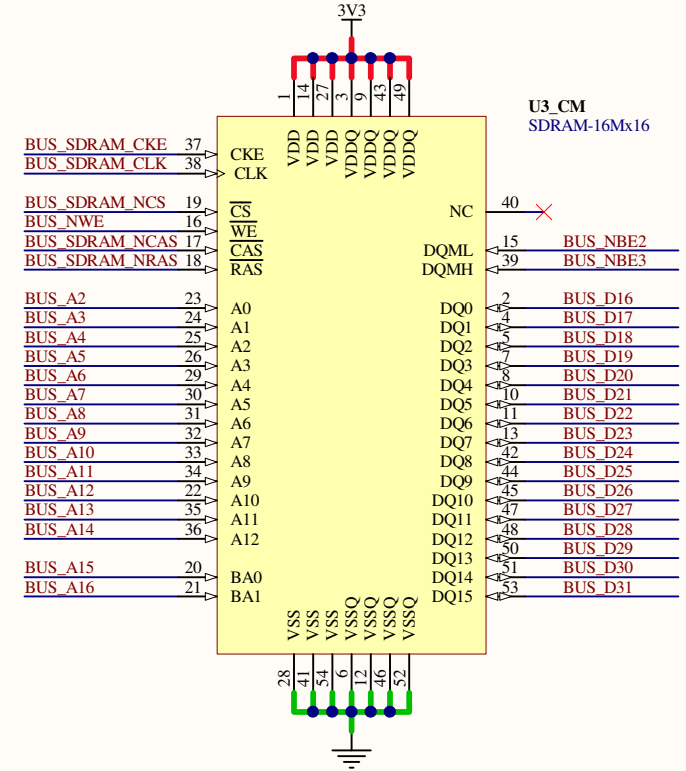 3V3
1 14 27 3 9 43 49
VDD VDD VDD VDDQ VDDQ VDDQ VDDQ
U3_CM
SDRAM-16Mx16
BUS_SDRAM_CKE 37 CKE
BUS_SDRAM_CLK 38 CLK
BUS_SDRAM_NCS 19 CS NC 40
BUS_NWE 16 WE
BUS_SDRAM_NCAS 17 CAS DQML 15 BUS_NBE2
BUS_SDRAM_NRAS 18 RAS DQMH 39 BUS_NBE3
BUS_A2 23 A0 DQ0 2 BUS_D16
BUS_A3 24 A1 DQ1 4 BUS_D17
BUS_A4 25 A2 DQ2 5 BUS_D18
BUS_A5 26 A3 DQ3 7 BUS_D19
BUS_A6 29 A4 DQ4 8 BUS_D20
BUS_A7 30 A5 DQ5 10 BUS_D21
BUS_A8 31 A6 DQ6 11 BUS_D22
BUS_A9 32 A7 DQ7 13 BUS_D23
BUS_A10 33 A8 DQ8 42 BUS_D24
BUS_A11 34 A9 DQ9 44 BUS_D25
BUS_A12 22 A10 DQ10 45 BUS_D26
BUS_A13 35 A11 DQ11 47 BUS_D27
BUS_A14 36 A12 DQ12 48 BUS_D28
DQ13 50 BUS_D29
BUS_A15 20 BA0 DQ14 51 BUS_D30
BUS_A16 21 BA1 DQ15 53 BUS_D31
VSS VSS VSS VSSQ VSSQ VSSQ VSSQ
28 41 54 6 12 46 52